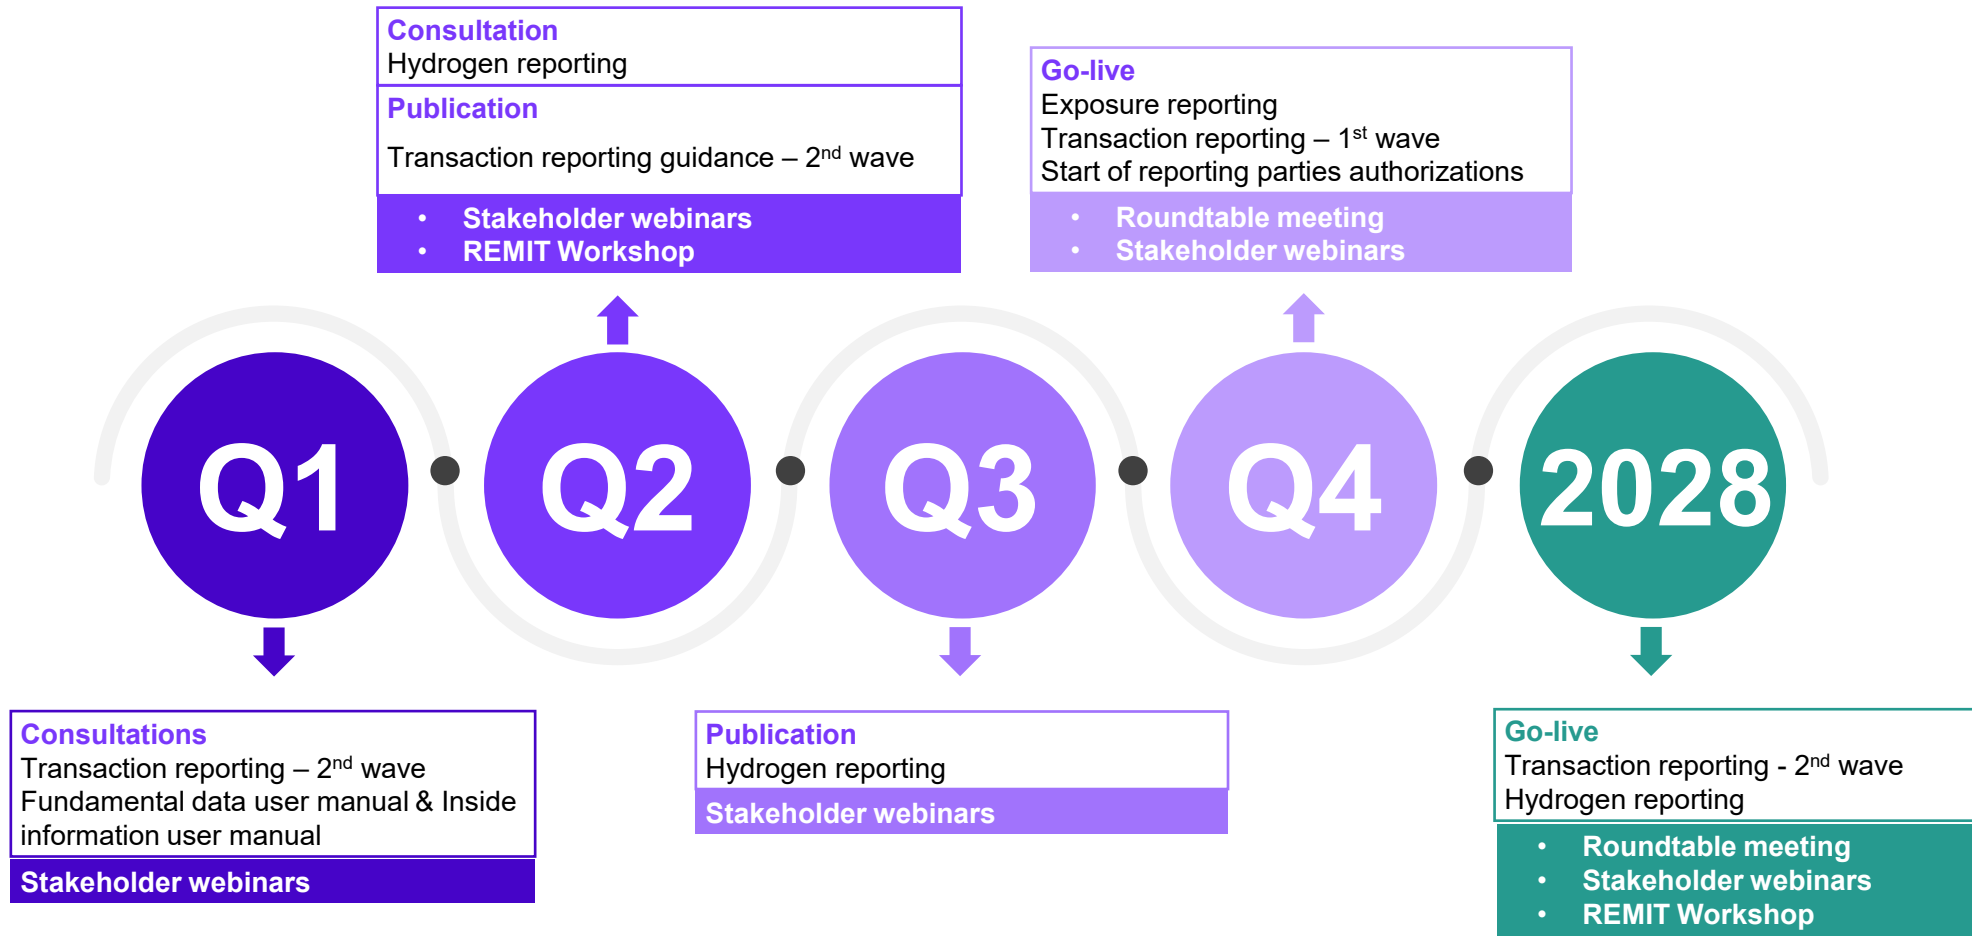 Consultation
Hydrogen reporting
Publication
Transaction reporting guidance – 2nd wave
• Stakeholder webinars
• REMIT Workshop
Go-live
Exposure reporting
Transaction reporting – 1st wave
Start of reporting parties authorizations
• Roundtable meeting
• Stakeholder webinars
Q1
Q2
Q3
Q4
2028
Consultations
Transaction reporting – 2nd wave
Fundamental data user manual & Inside
information user manual
Stakeholder webinars
Publication
Hydrogen reporting
Stakeholder webinars
Go-live
Transaction reporting - 2nd wave
Hydrogen reporting
• Roundtable meeting
• Stakeholder webinars
• REMIT Workshop